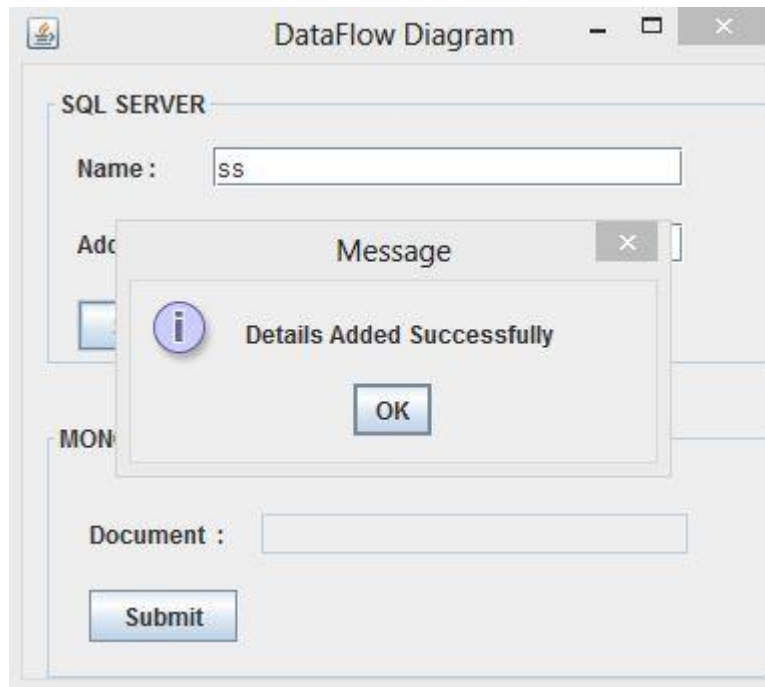 DataFlow Diagram
SQL SERVER
Name :
ss
Message
Details Added Successfully
OK
Document :
Submit